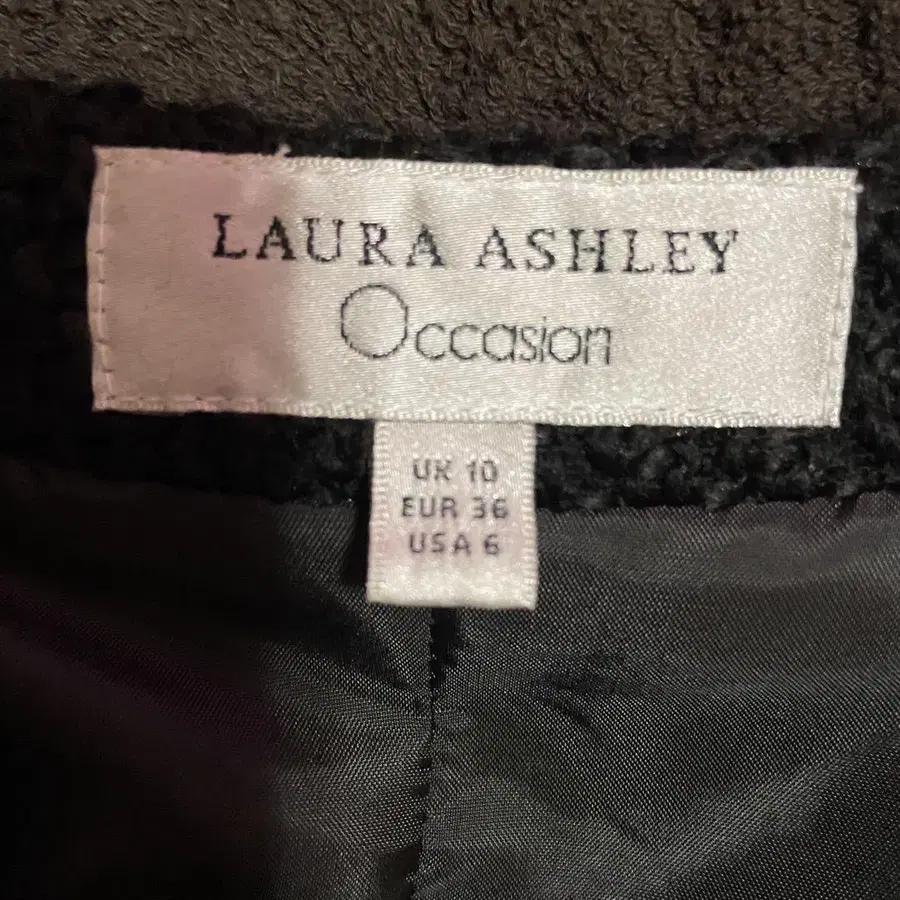 LAURA ASHLEY
Occasion
UK 10
EUR 36
USA 6